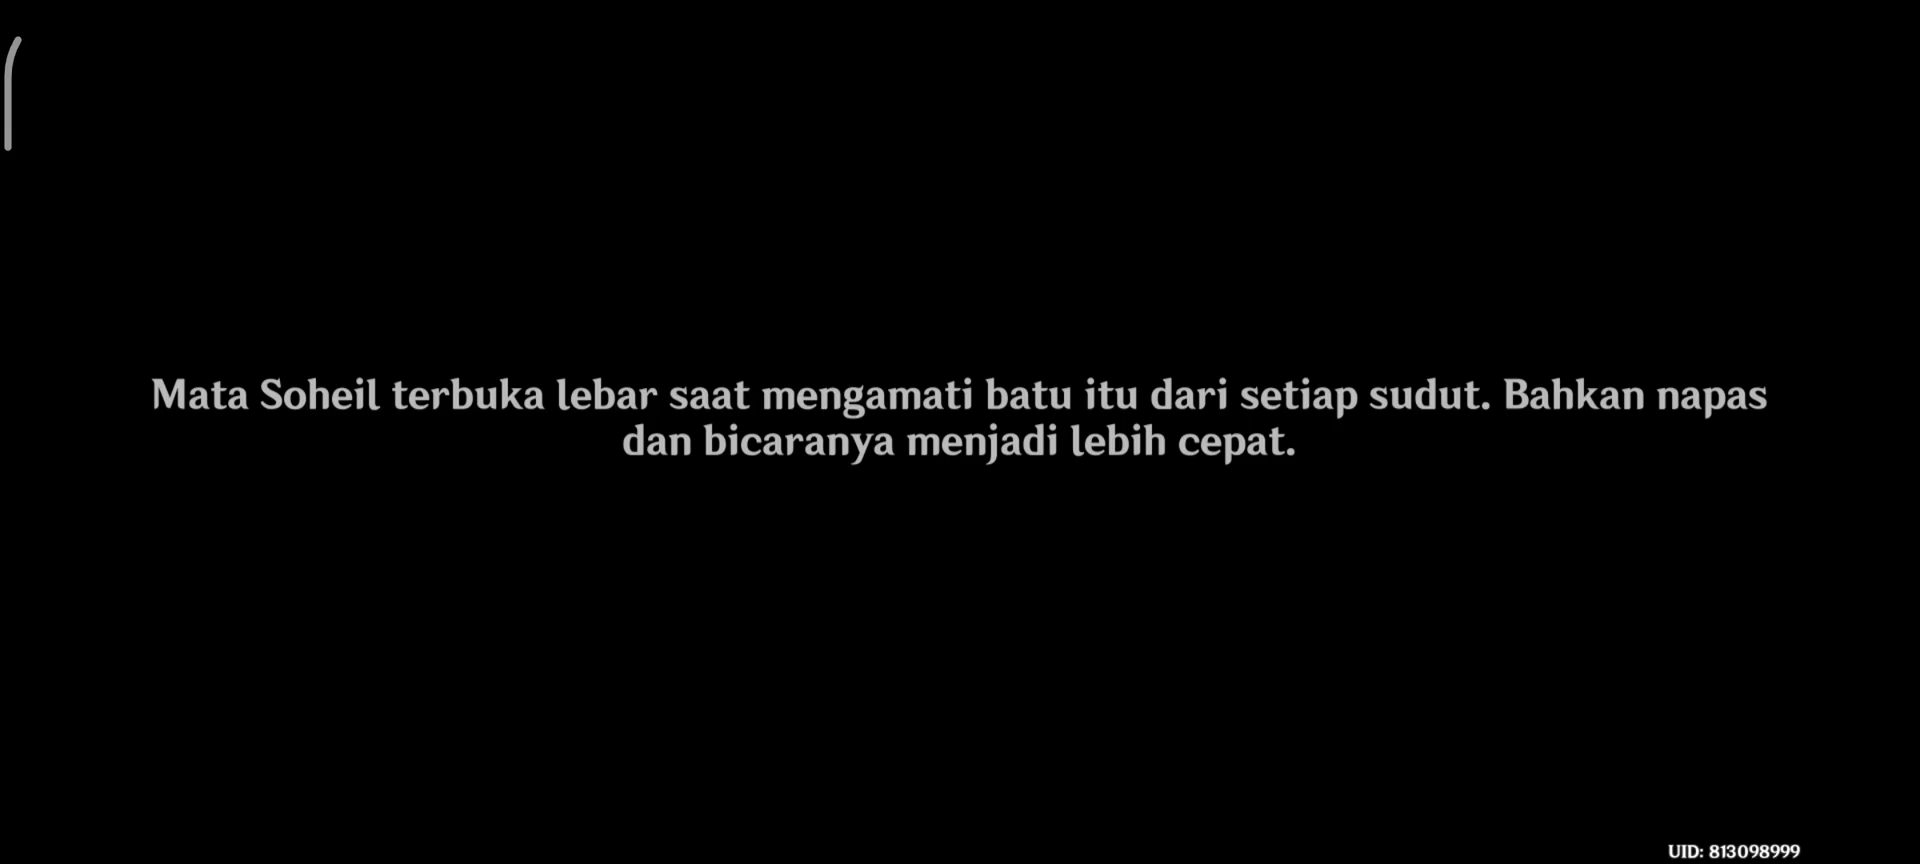 Mata Soheil terbuka lebar saat mengamati batu itu dari setiap sudut. Bahkan napas
dan bicaranya menjadi lebih cepat.
UID: 813098999